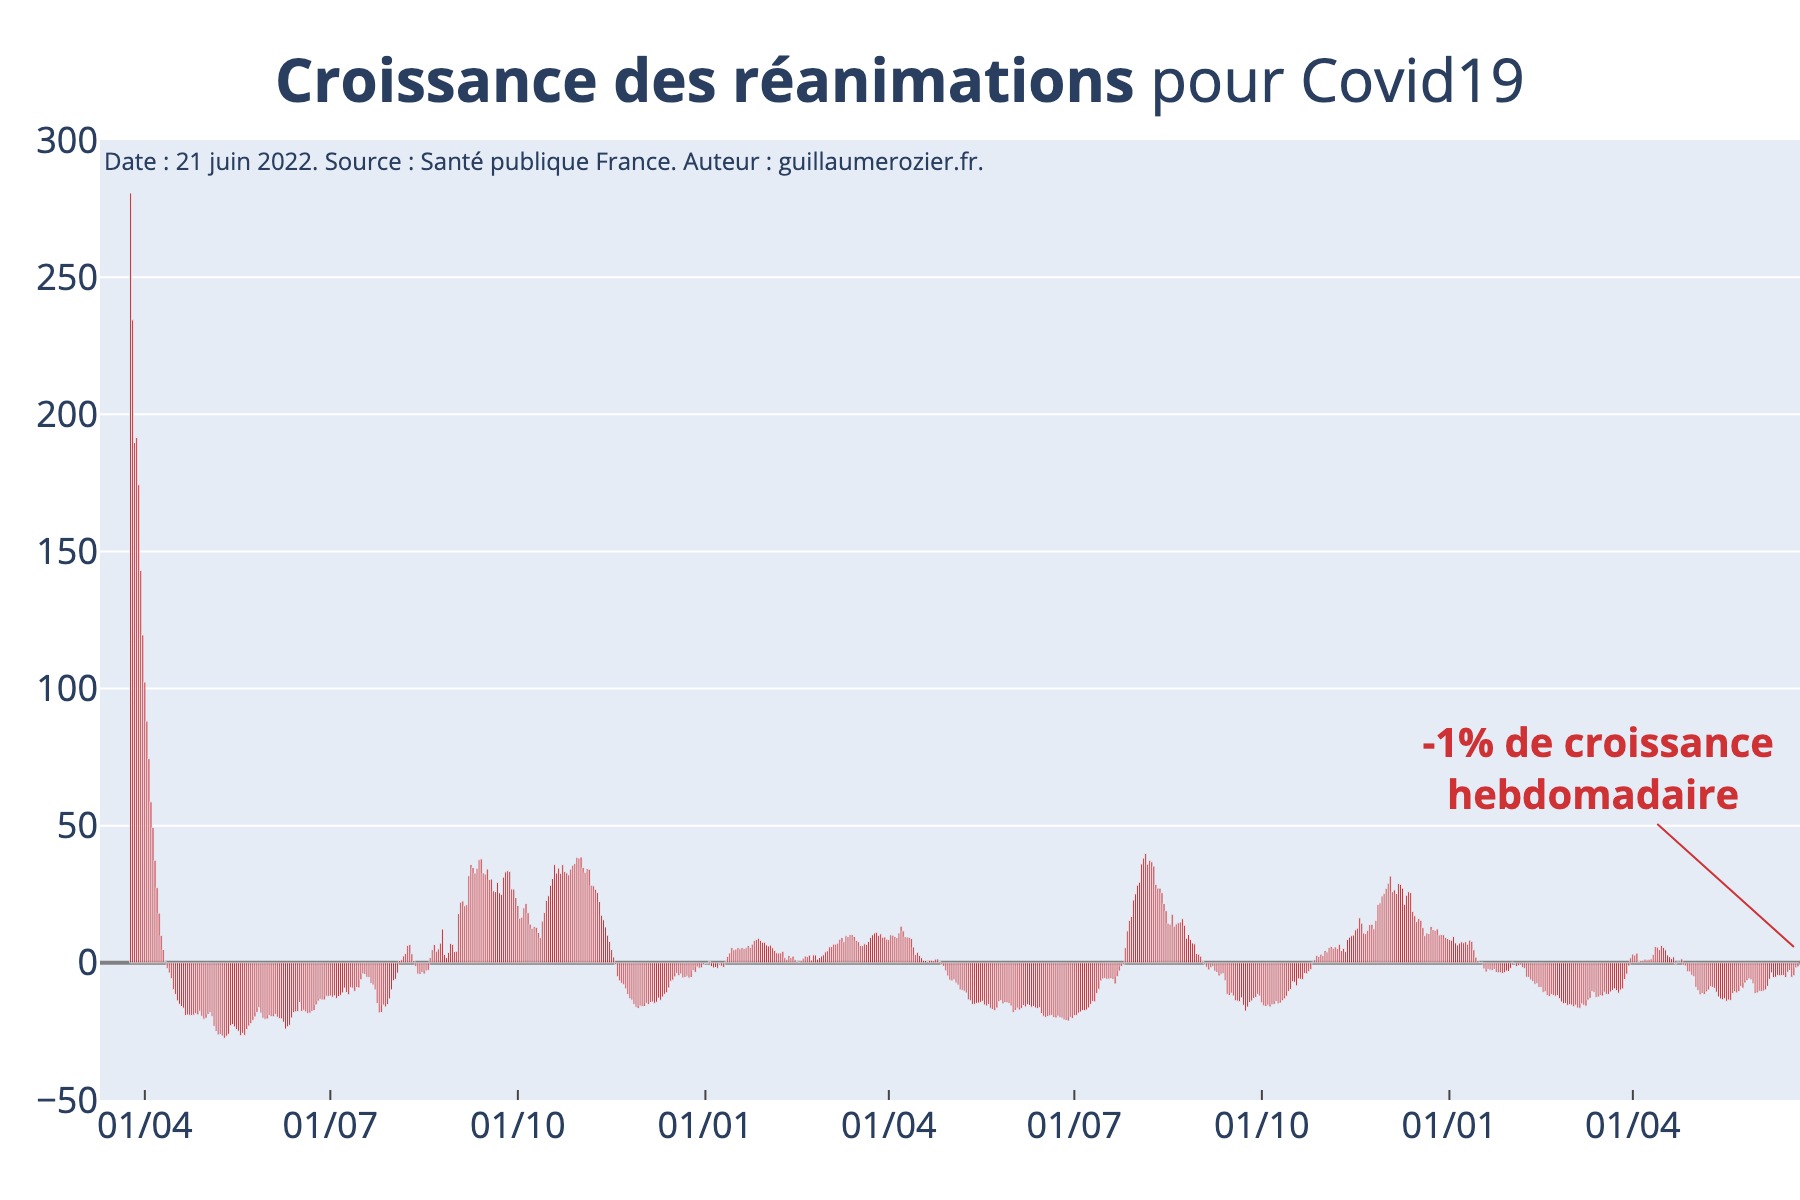 Croissance des réanimations pour Covid19
300
Date : 21 juin 2022. Source : Santé publique France. Auteur : guillaumerozier.fr.
250
200
150
100
-1% de croissance
hebdomadaire
50
0
−50
01/04 01/07 01/10 01/01 01/04 01/07 01/10 01/01 01/04